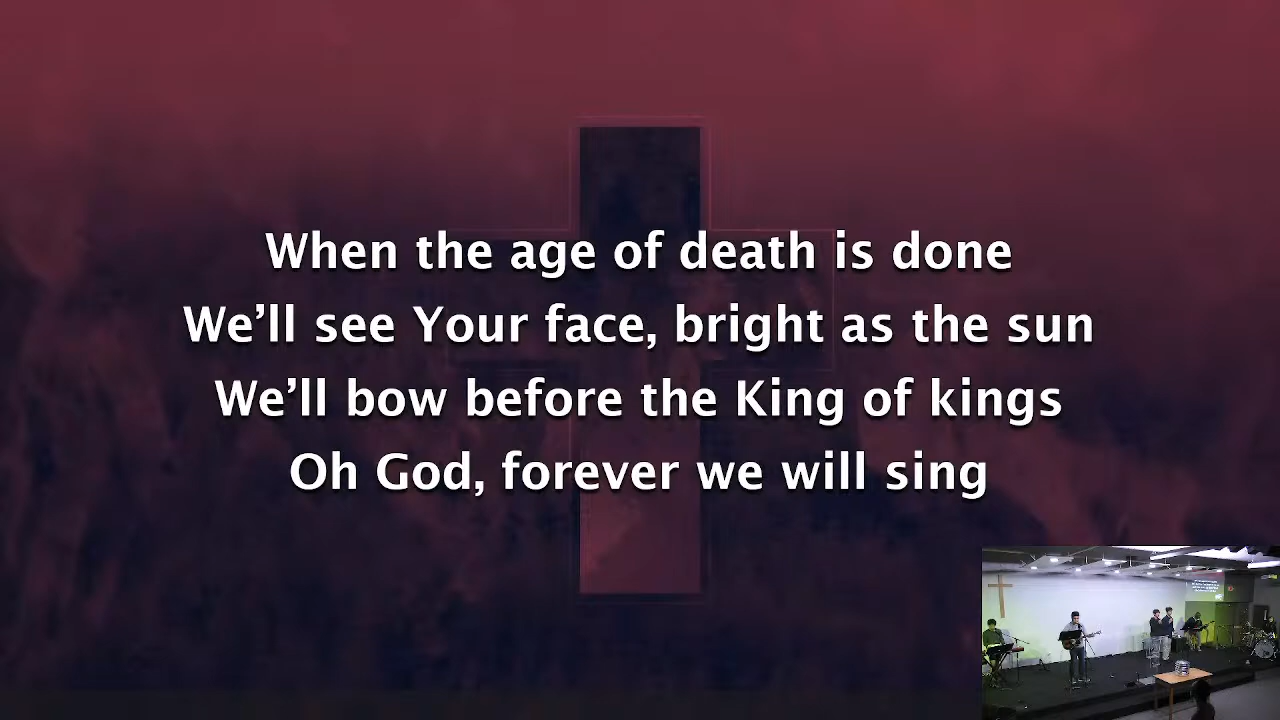 When the age of death is done
We’ll see Your face, bright as the sun
We’ll bow before the King of kings
Oh God, forever we will sing